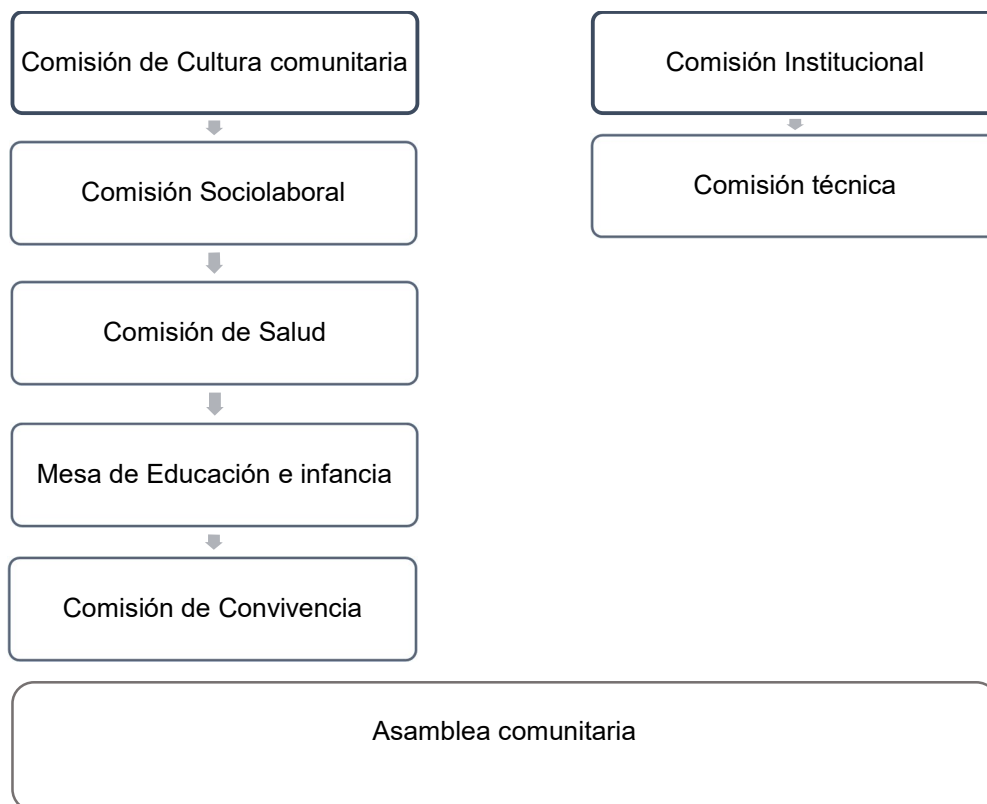 Comisión de Cultura comunitaria
Comisión Sociolaboral
Comisión de Salud
Mesa de Educación e infancia
Comisión de Convivencia
Comisión Institucional
Comisión técnica
Asamblea comunitaria